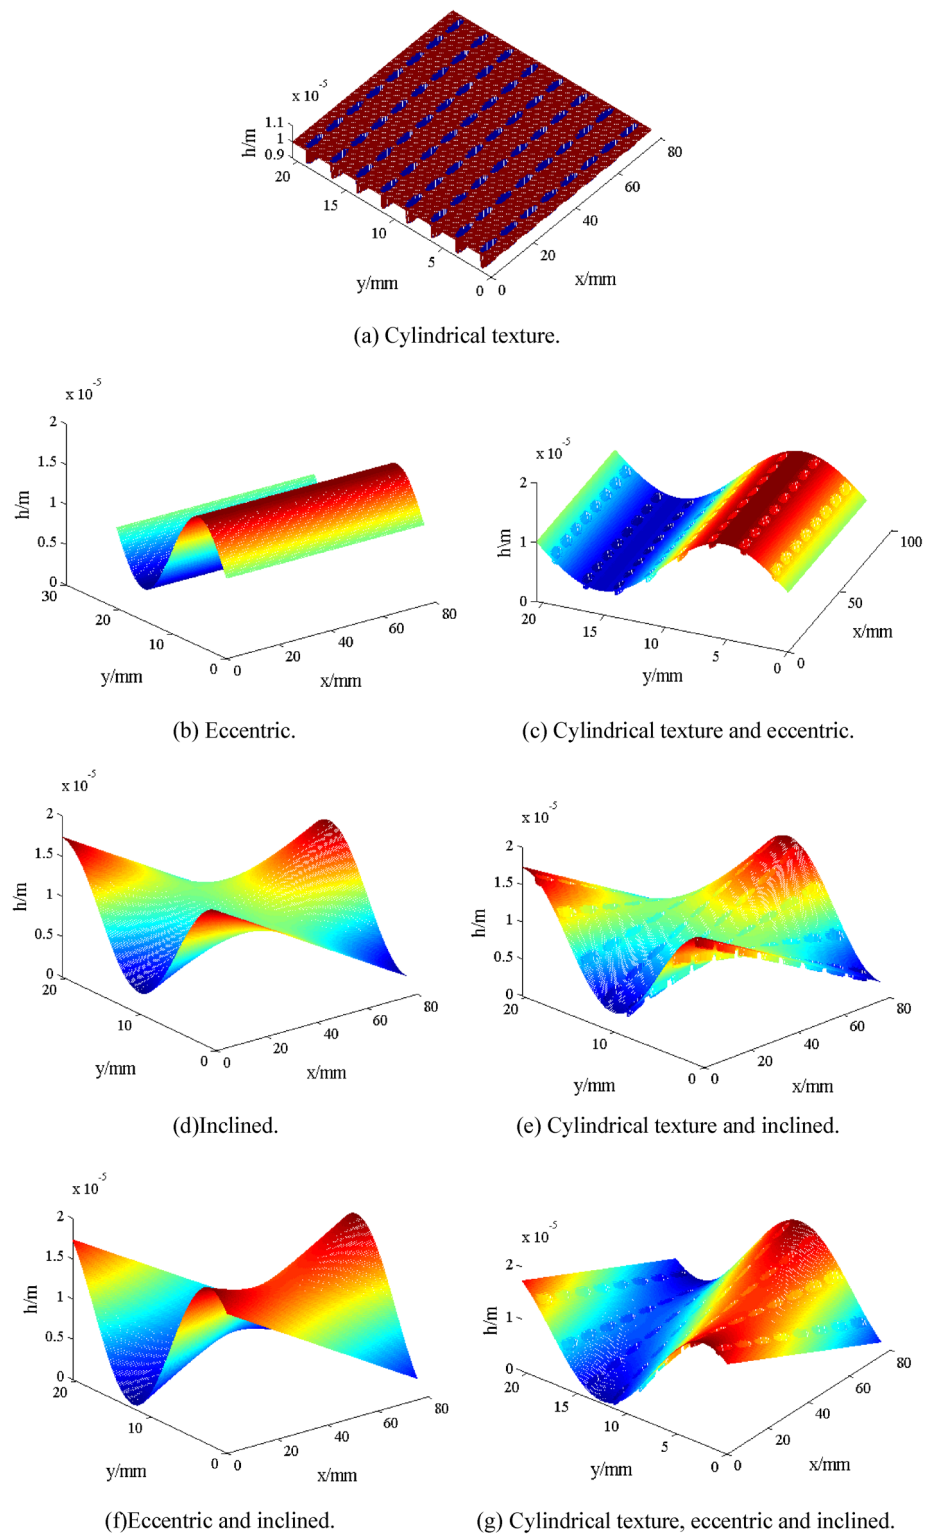 x 10^-5
1.1
1
0.9
h/m
20
15
10
5
0
y/mm
0
20
40
60
80
x/mm
(a) Cylindrical texture.
x 10^-5
2
1.5
1
0.5
0
h/m
30
20
10
0
y/mm
0
20
40
60
80
x/mm
(b) Eccentric.
x 10^-5
2
1
0
h\m
20
15
10
5
0
y/mm
0
50
100
x/mm
(c) Cylindrical texture and eccentric.
x 10^-5
2
1.5
1
0.5
0
h/m
20
10
0
y/mm
0
20
40
60
80
x/mm
(d)Inclined.
x 10^-5
2
1.5
1
0.5
0
h/m
20
10
0
y/mm
0
20
40
60
80
x/mm
(e) Cylindrical texture and inclined.
x 10^-5
2
1.5
1
0.5
0
h/m
20
10
0
y/mm
0
20
40
60
80
x/mm
(f)Eccentric and inclined.
x 10^-5
2
1
0
h/m
20
15
10
5
0
y/mm
0
20
40
60
80
x/mm
(g) Cylindrical texture, eccentric and inclined.